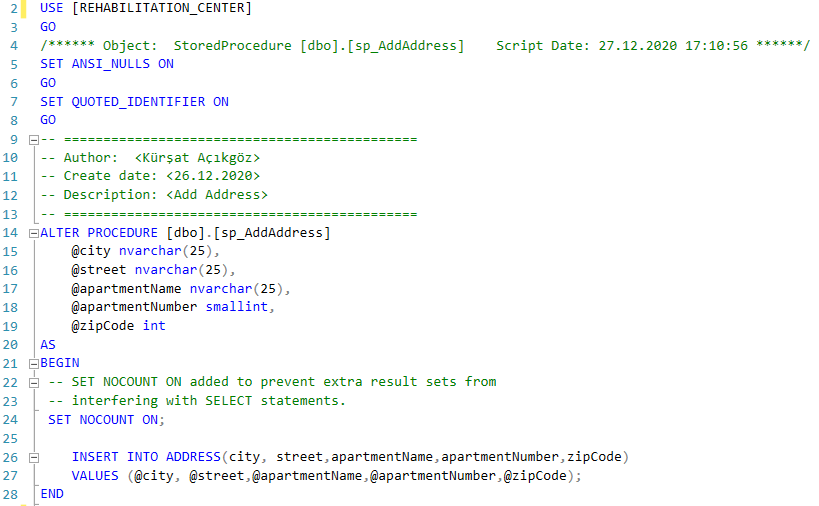 2 USE [REHABILITATION_CENTER]
3 GO
4 /****** Object:  StoredProcedure [dbo].[sp_AddAddress]    Script Date: 27.12.2020 17:10:56 ******/
5 SET ANSI_NULLS ON
6 GO
7 SET QUOTED_IDENTIFIER ON
8 GO
9 -- =============================================
10 -- Author:  <Kürşat Açıkgöz>
11 -- Create date: <26.12.2020>
12 -- Description: <Add Address>
13 -- =============================================
14 ALTER PROCEDURE [dbo].[sp_AddAddress]
15     @city nvarchar(25),
16     @street nvarchar(25),
17     @apartmentName nvarchar(25),
18     @apartmentNumber smallint,
19     @zipCode int
20 AS
21 BEGIN
22  -- SET NOCOUNT ON added to prevent extra result sets from
23  -- interfering with SELECT statements.
24  SET NOCOUNT ON;
25
26     INSERT INTO ADDRESS(city, street,apartmentName,apartmentNumber,zipCode)
27     VALUES (@city, @street,@apartmentName,@apartmentNumber,@zipCode);
28 END